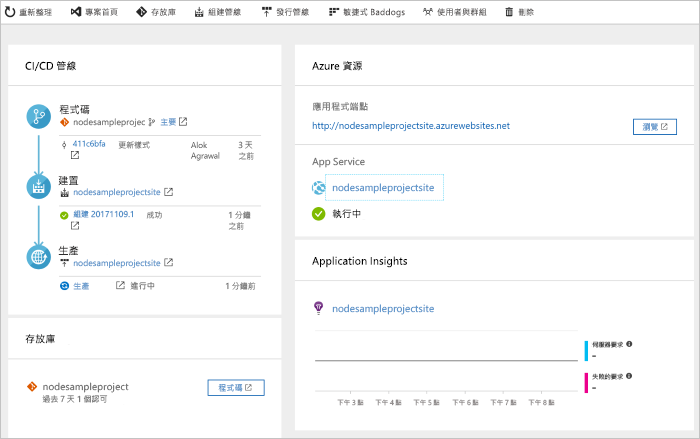 重新整理 專案首頁 存放庫 組建管線 發行管線 敏捷式 Baddogs 使用者與群組 刪除
CI/CD 管線
程式碼
nodesampleprojec 主要
411c6bfa 更新樣式 Alok Agrawal 3 天之前
建置
nodesampleprojectsite
組建 20171109.1 成功 1 分鐘之前
生產
nodesampleprojectsite
生產 進行中 1 分鐘前
存放庫
nodesampleproject 程式碼
過去 7 天 1 個認可
Azure 資源
應用程式端點
http://nodesampleprojectsite.azurewebsites.net 瀏覽
App Service
nodesampleprojectsite
執行中
Application Insights
nodesampleprojectsite
伺服器要求
--
失敗的要求
--
下午 3 點 下午 4 點 下午 5 點 下午 6 點 下午 7 點 下午 8 點